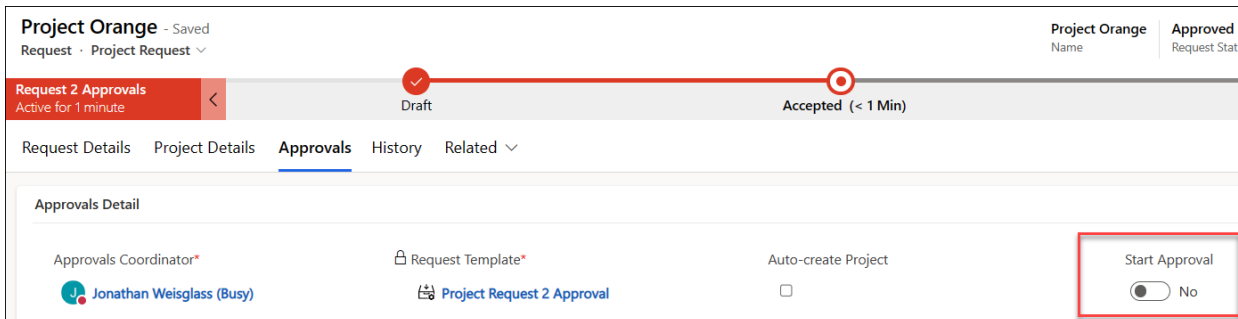 Project Orange - Saved
Request · Project Request
Project Orange
Name
Approved
Request Stat
Request 2 Approvals
Active for 1 minute
Draft
Accepted (< 1 Min)
Request Details Project Details Approvals History Related
Approvals Detail
Approvals Coordinator* Request Template* Auto-create Project Start Approval
J Jonathan Weisglass (Busy) Project Request 2 Approval No